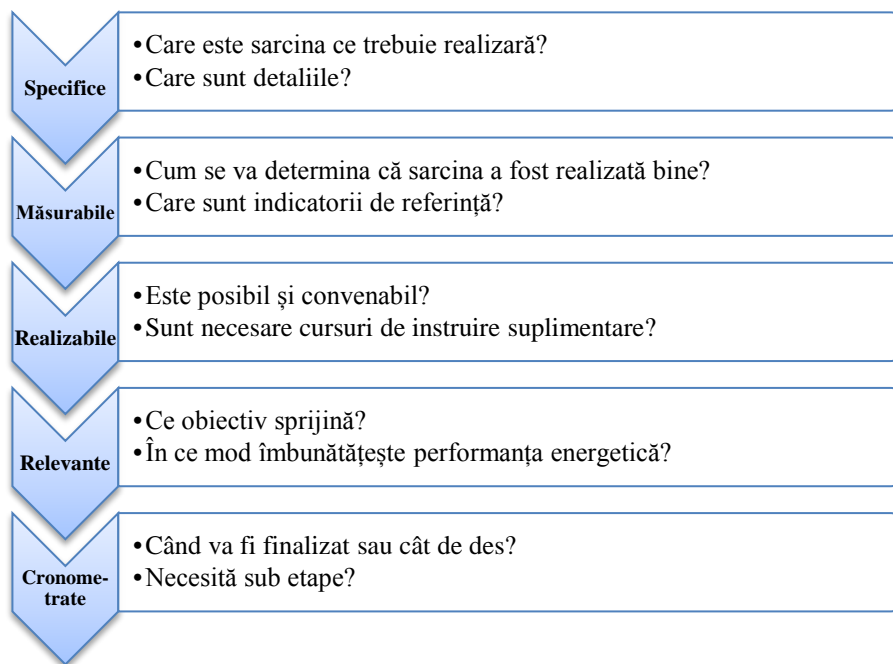 Specifice
•Care este sarcina ce trebuie realizară?
•Care sunt detaliile?
Măsurabile
•Cum se va determina că sarcina a fost realizată bine?
•Care sunt indicatorii de referință?
Realizabile
•Este posibil și convenabil?
•Sunt necesare cursuri de instruire suplimentare?
Relevante
•Ce obiectiv sprijină?
•În ce mod îmbunătățește performanța energetică?
Cronome-
trate
•Când va fi finalizat sau cât de des?
•Necesită sub etape?